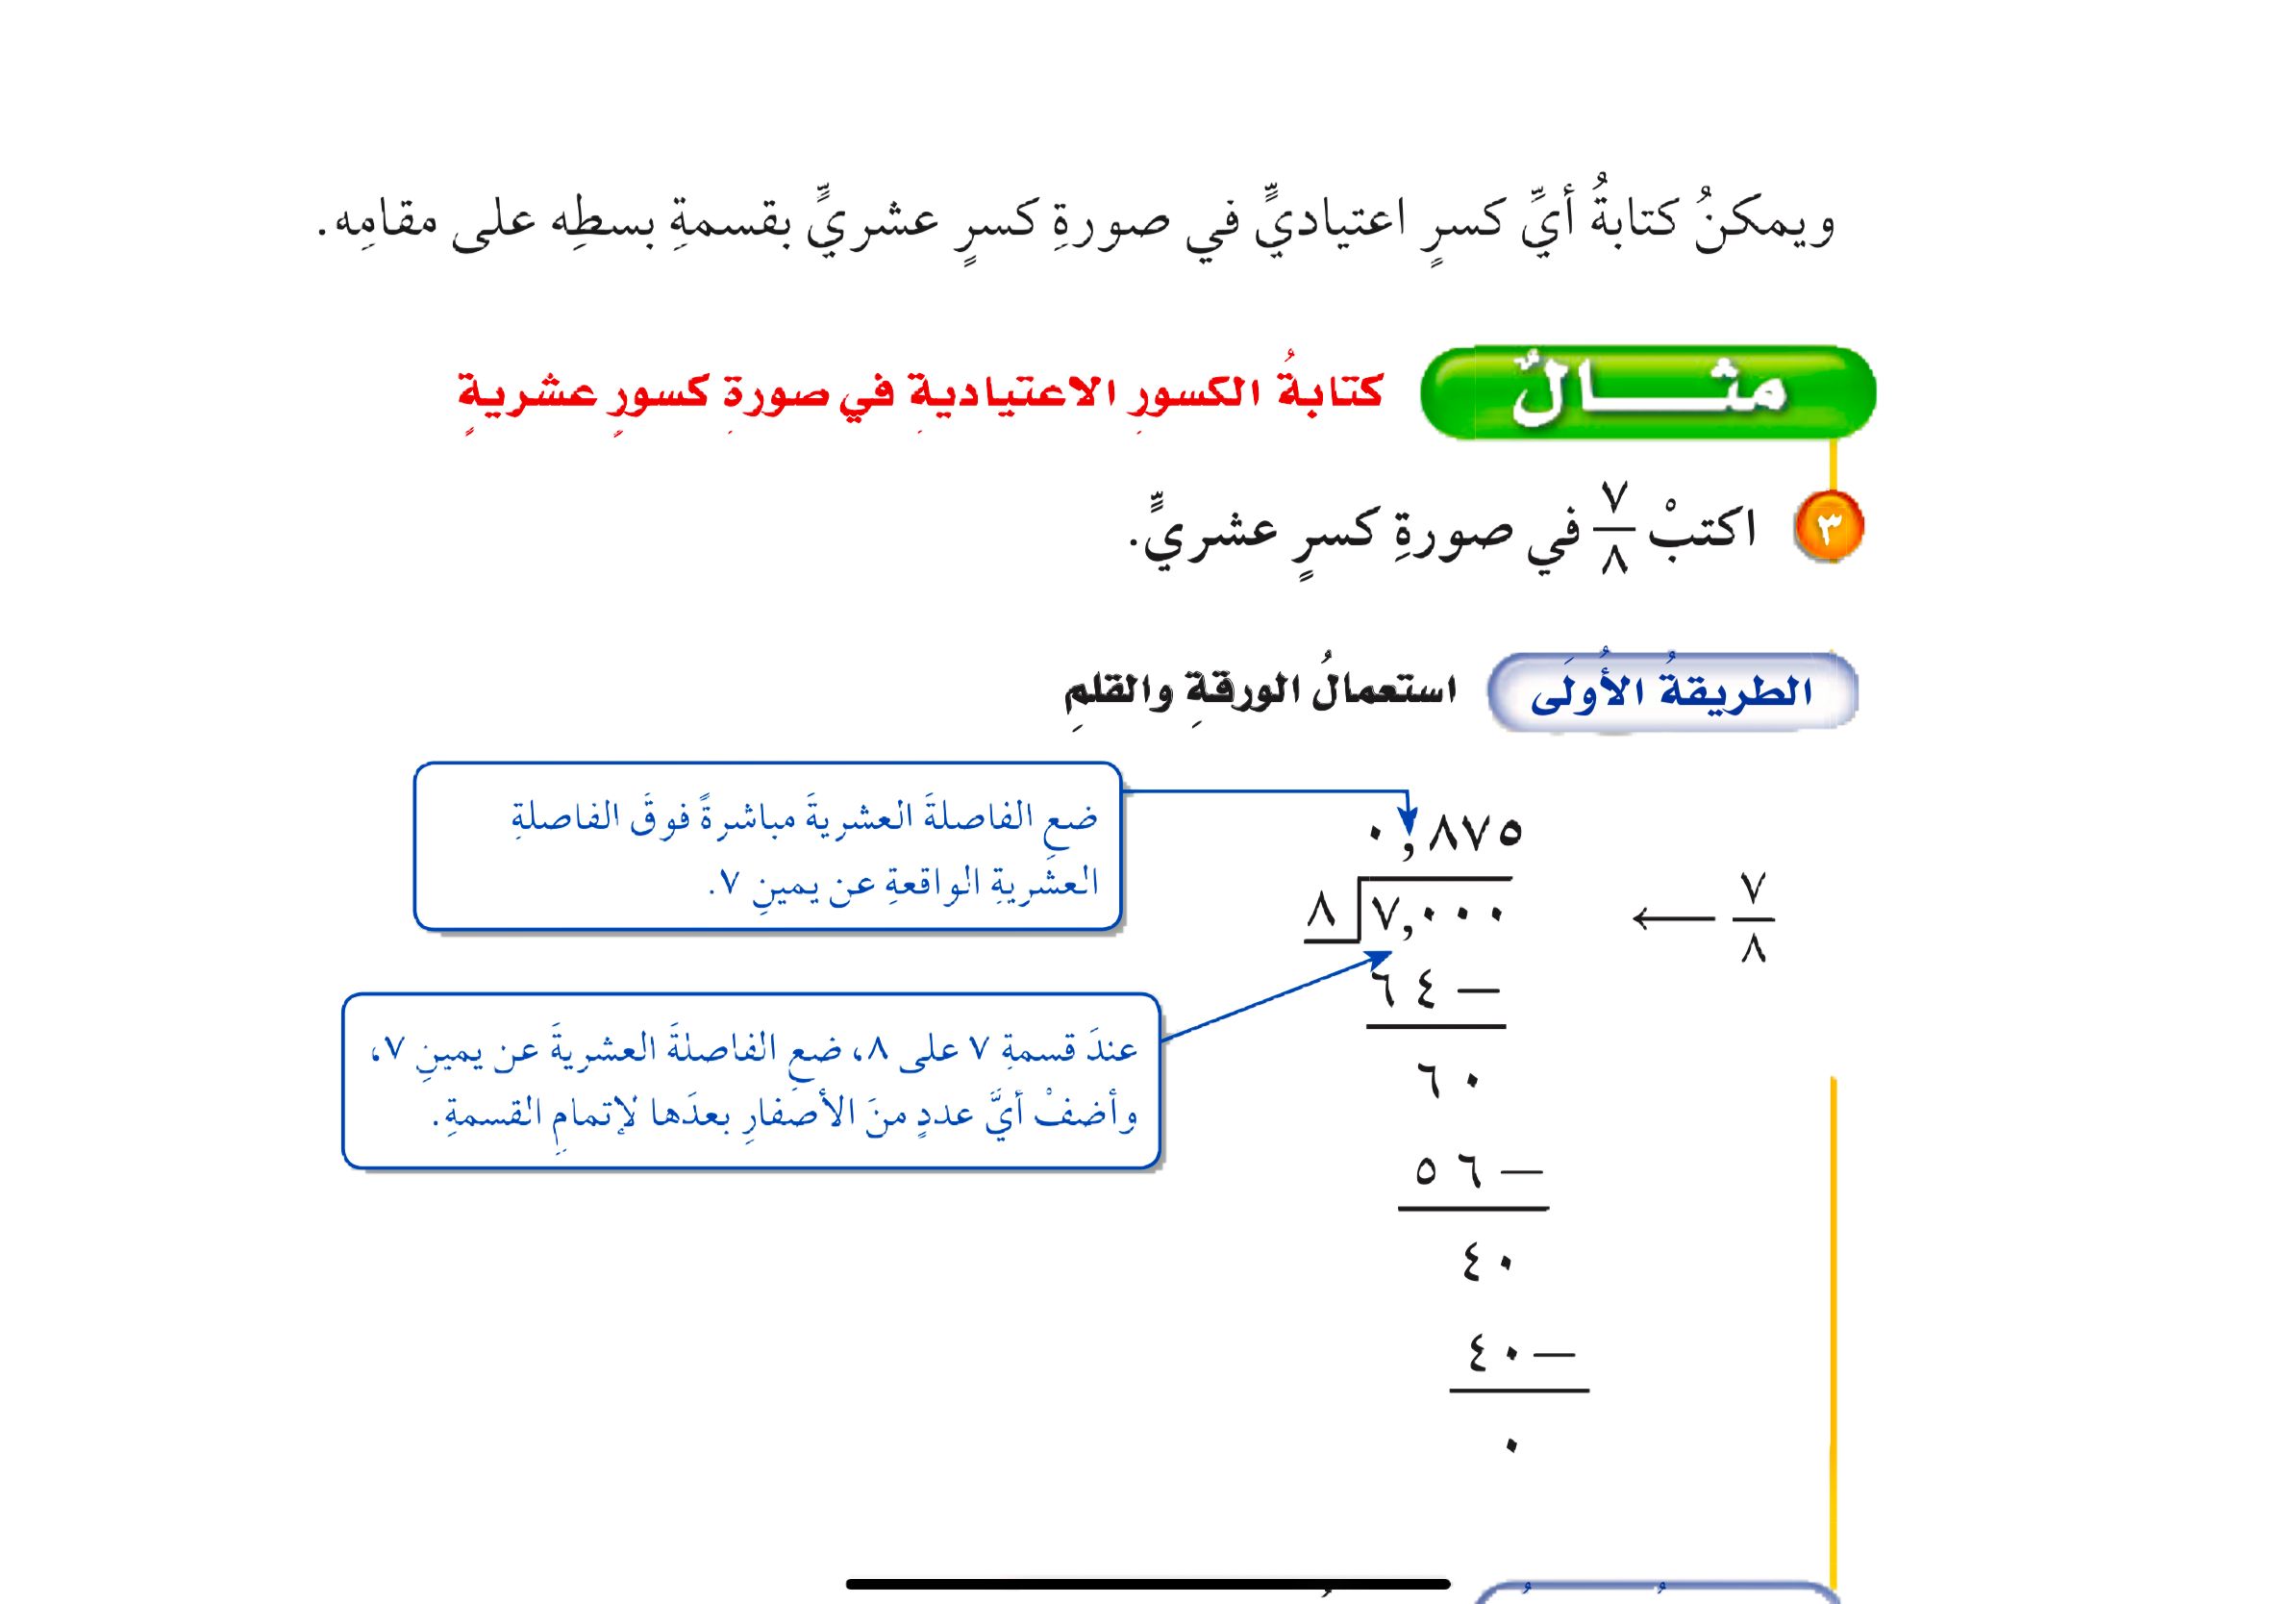 ويمكنُ كتابةُ أيِّ كسرٍ اعتياديٍّ في صورةِ كسرٍ عشريٍّ بقسمةِ بسطِه على مقامِه.
مثــالٌ كتابةُ الكسورِ الاعتياديةِ في صورةِ كسورٍ عشريةٍ
٣ اكتبْ ٧/٨ في صورةِ كسرٍ عشريٍّ.
الطريقةُ الأُولَى استعمالُ الورقةِ والقلمِ
ضعِ الفاصلةَ العشريةَ مباشرةً فوقَ الفاصلةِ
العشريةِ الواقعةِ عن يمينِ ٧.
٠,٨٧٥
٧/٨ ←
٨ ٧,٠٠٠
٦٤ −
٦٠
٥٦ −
٤٠
٤٠ −
٠
عندَ قسمةِ ٧ على ٨، ضعِ الفاصلةَ العشريةَ عن يمينِ ٧،
وأضفْ أيَّ عددٍ منَ الأصفارِ بعدَها لإتمامِ القسمةِ.